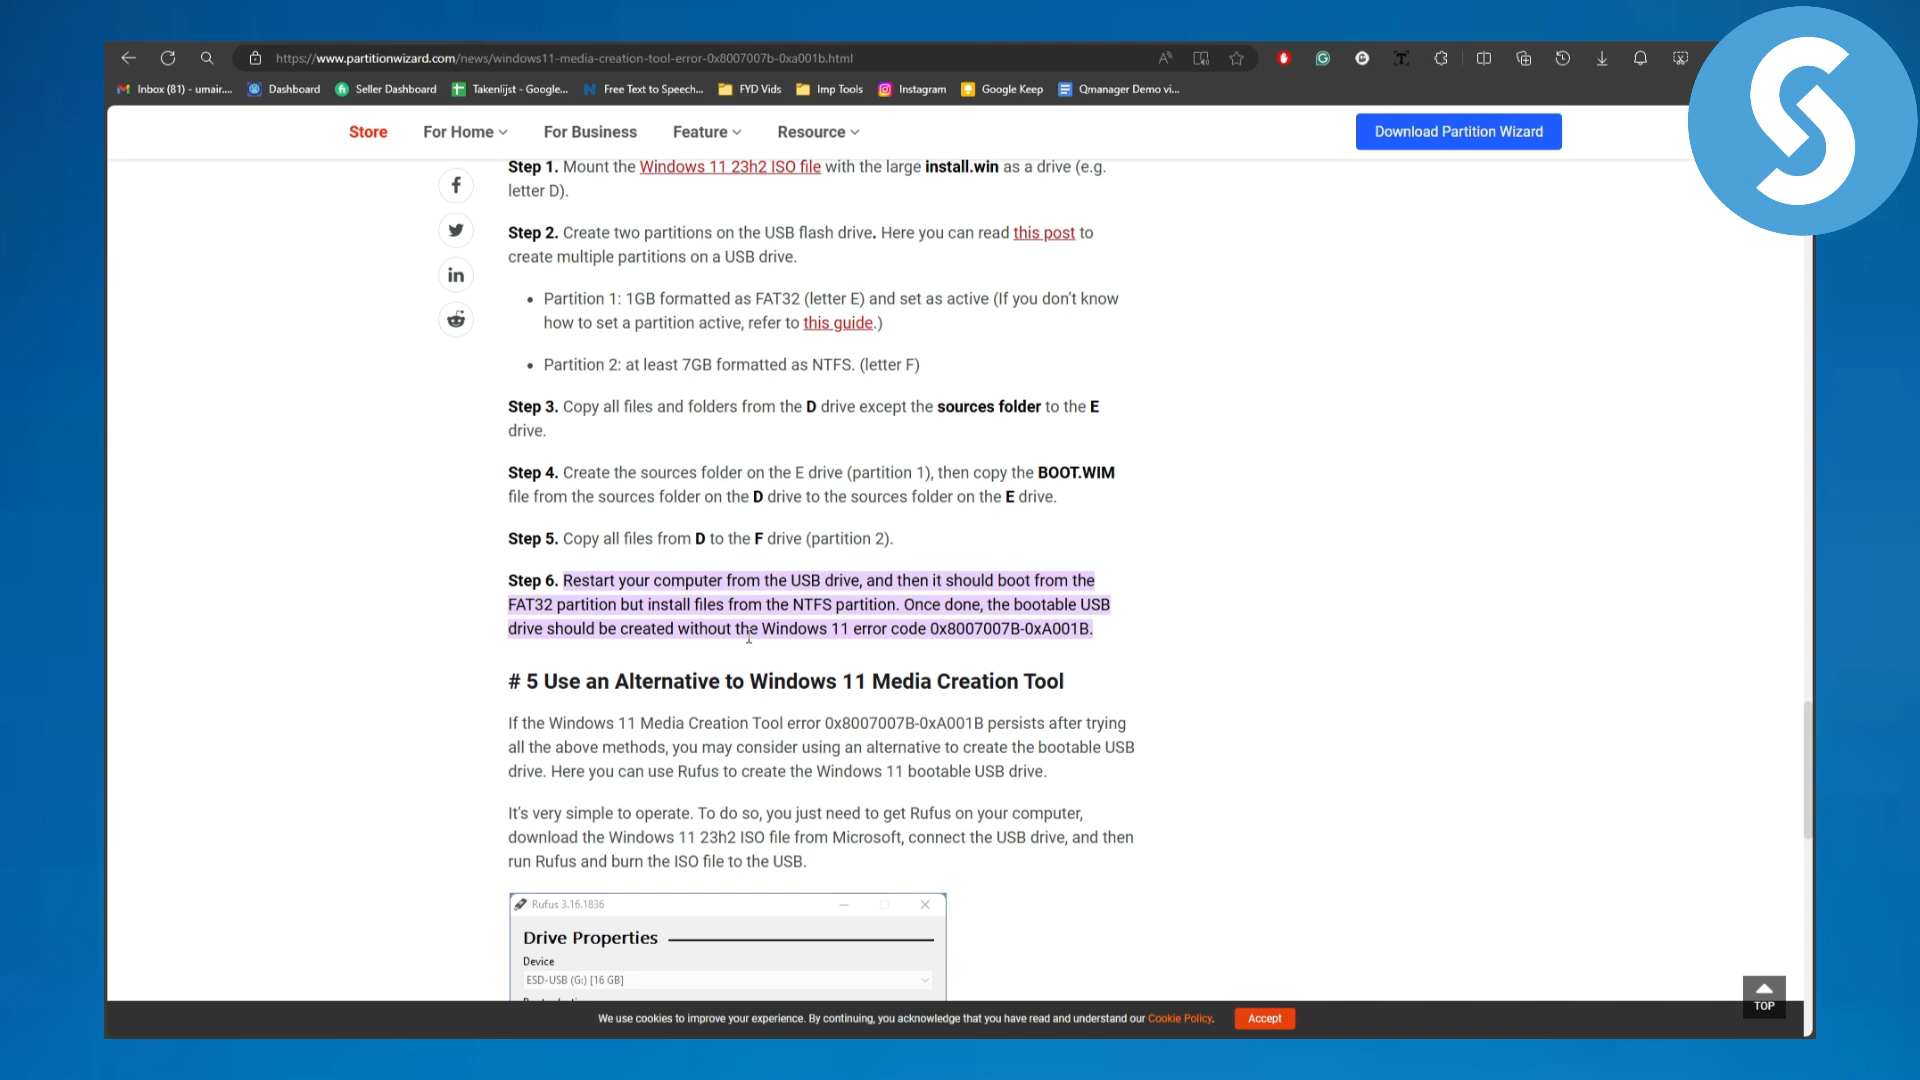 https://www.partitionwizard.com/news/windows11-media-creation-tool-error-0x8007007b-0xa001b.html
Inbox (81) - umair.... Dashboard Seller Dashboard Takenlijst - Google... Free Text to Speech... FYD Vids Imp Tools Instagram Google Keep Qmanager Demo vi...
Store For Home For Business Feature Resource Download Partition Wizard
Step 1. Mount the Windows 11 23h2 ISO file with the large install.win as a drive (e.g.
letter D).
Step 2. Create two partitions on the USB flash drive. Here you can read this post to
create multiple partitions on a USB drive.
• Partition 1: 1GB formatted as FAT32 (letter E) and set as active (If you don't know
how to set a partition active, refer to this guide.)
• Partition 2: at least 7GB formatted as NTFS. (letter F)
Step 3. Copy all files and folders from the D drive except the sources folder to the E
drive.
Step 4. Create the sources folder on the E drive (partition 1), then copy the BOOT.WIM
file from the sources folder on the D drive to the sources folder on the E drive.
Step 5. Copy all files from D to the F drive (partition 2).
Step 6. Restart your computer from the USB drive, and then it should boot from the
FAT32 partition but install files from the NTFS partition. Once done, the bootable USB
drive should be created without the Windows 11 error code 0x8007007B-0xA001B.
# 5 Use an Alternative to Windows 11 Media Creation Tool
If the Windows 11 Media Creation Tool error 0x8007007B-0xA001B persists after trying
all the above methods, you may consider using an alternative to create the bootable USB
drive. Here you can use Rufus to create the Windows 11 bootable USB drive.
It's very simple to operate. To do so, you just need to get Rufus on your computer,
download the Windows 11 23h2 ISO file from Microsoft, connect the USB drive, and then
run Rufus and burn the ISO file to the USB.
Rufus 3.16.1836
Drive Properties
Device
ESD-USB (G:) [16 GB]
TOP
We use cookies to improve your experience. By continuing, you acknowledge that you have read and understand our Cookie Policy. Accept